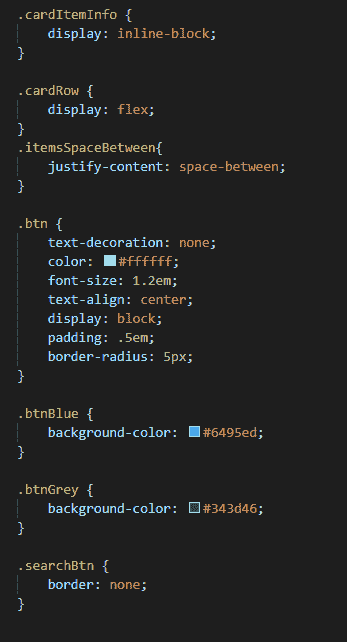 .cardItemInfo {
    display: inline-block;
}

.cardRow {
    display: flex;
}
.itemsSpaceBetween{
    justify-content: space-between;
}

.btn {
    text-decoration: none;
    color: #ffffff;
    font-size: 1.2em;
    text-align: center;
    display: block;
    padding: .5em;
    border-radius: 5px;
}

.btnBlue {
    background-color: #6495ed;
}

.btnGrey {
    background-color: #343d46;
}

.searchBtn {
    border: none;
}